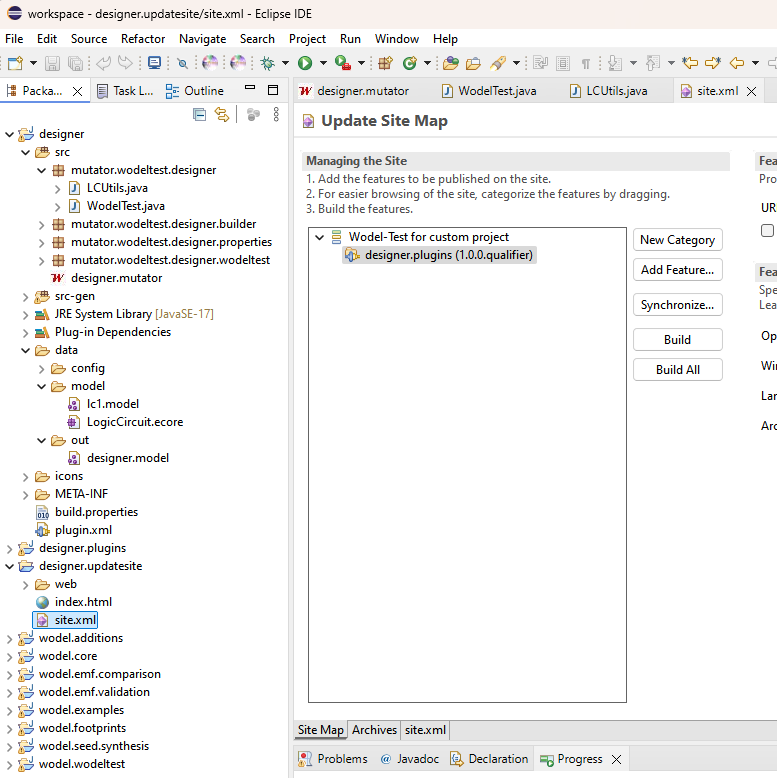 workspace - designer.updatesite/site.xml - Eclipse IDE
File Edit Source Refactor Navigate Search Project Run Window Help
Packa... Task L... Outline
designer.mutator WodelTest.java LCUtils.java site.xml
designer
src
mutator.wodeltest.designer
LCUtils.java
WodelTest.java
mutator.wodeltest.designer.builder
mutator.wodeltest.designer.properties
mutator.wodeltest.designer.wodeltest
designer.mutator
src-gen
JRE System Library [JavaSE-17]
Plug-in Dependencies
data
config
model
lc1.model
LogicCircuit.ecore
out
designer.model
icons
META-INF
build.properties
plugin.xml
designer.plugins
designer.updatesite
web
index.html
site.xml
wodel.additions
wodel.core
wodel.emf.comparison
wodel.emf.validation
wodel.examples
wodel.footprints
wodel.seed.synthesis
wodel.wodeltest
Update Site Map
Managing the Site
1. Add the features to be published on the site.
2. For easier browsing of the site, categorize the features by dragging.
3. Build the features.
Wodel-Test for custom project
designer.plugins (1.0.0.qualifier)
New Category
Add Feature...
Synchronize...
Build
Build All
Fea
Pro
UR
Fea
Spe
Lea
Op
Win
Lan
Arc
Site Map Archives site.xml
Problems Javadoc Declaration Progress